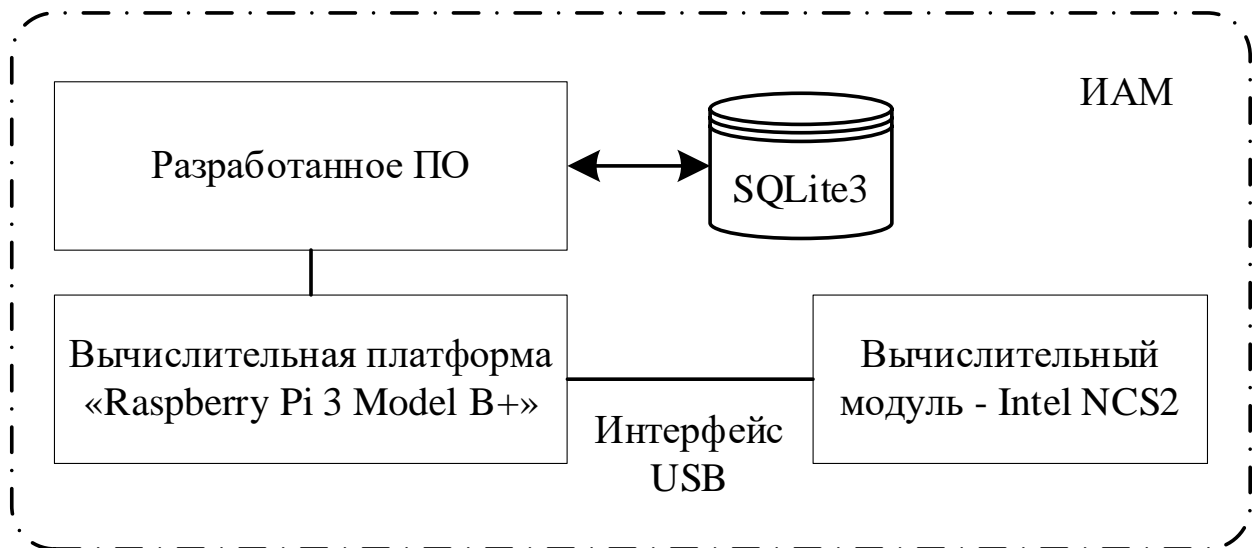 ИАМ
Разработанное ПО
SQLite3
Вычислительная платформа
«Raspberry Pi 3 Model B+»
Интерфейс
USB
Вычислительный
модуль - Intel NCS2